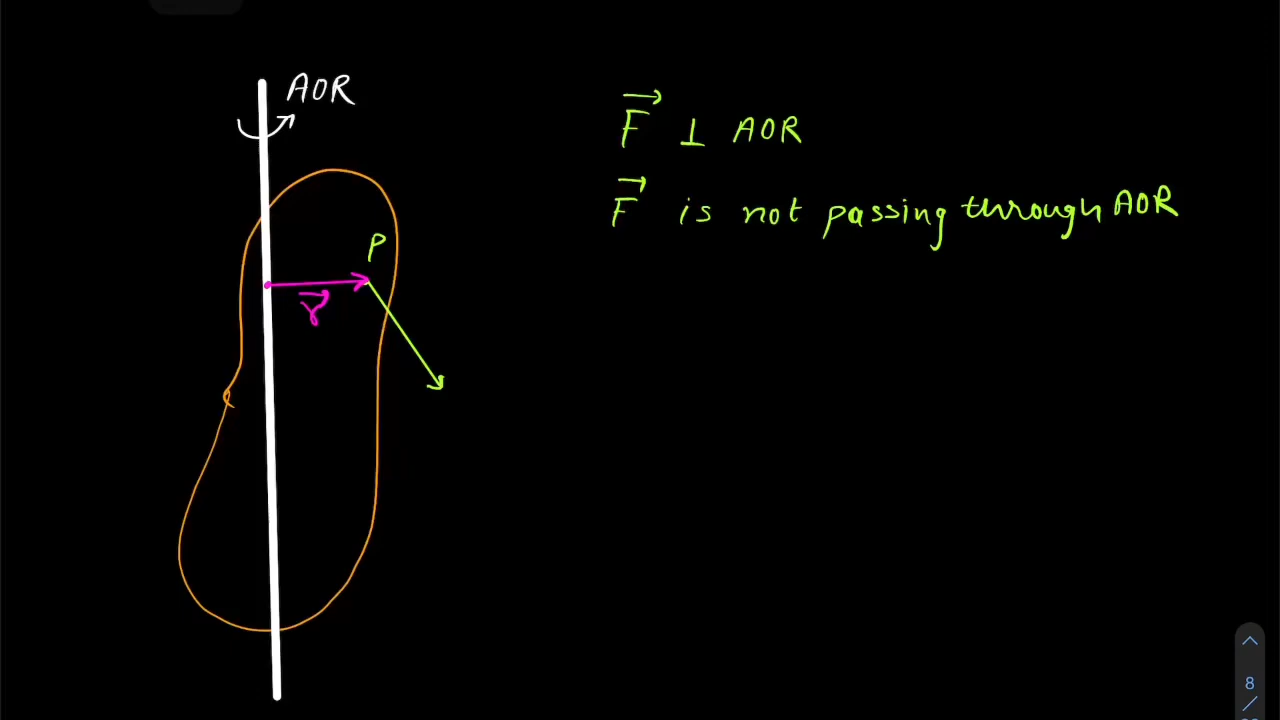 AOR
F ⊥ AOR
F is not passing through AOR
P
r
8
/